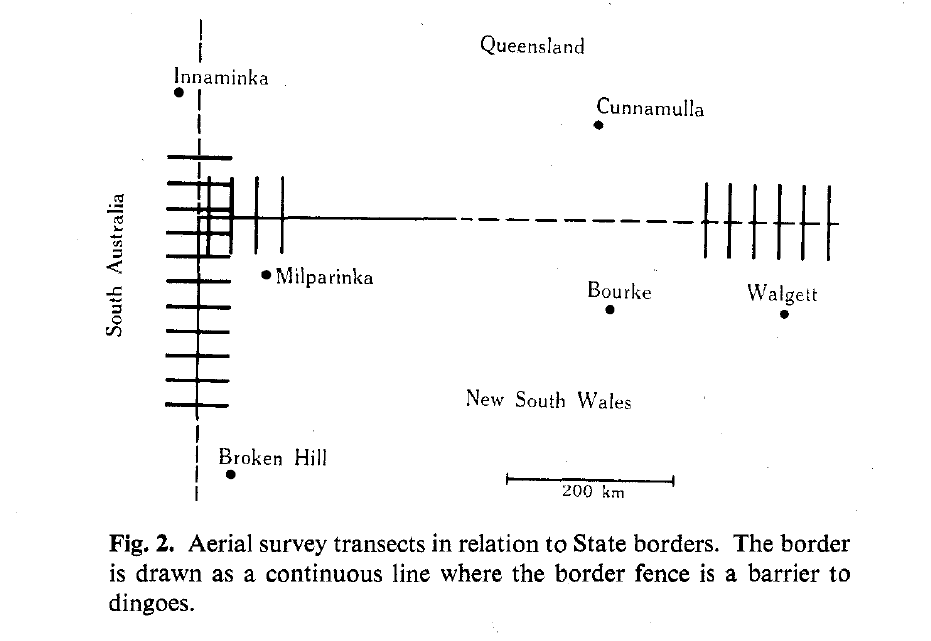 Queensland
Innaminka
Cunnamulla
South Australia
Milparinka
Bourke
Walgett
New South Wales
Broken Hill
200 km
Fig. 2. Aerial survey transects in relation to State borders. The border
is drawn as a continuous line where the border fence is a barrier to
dingoes.